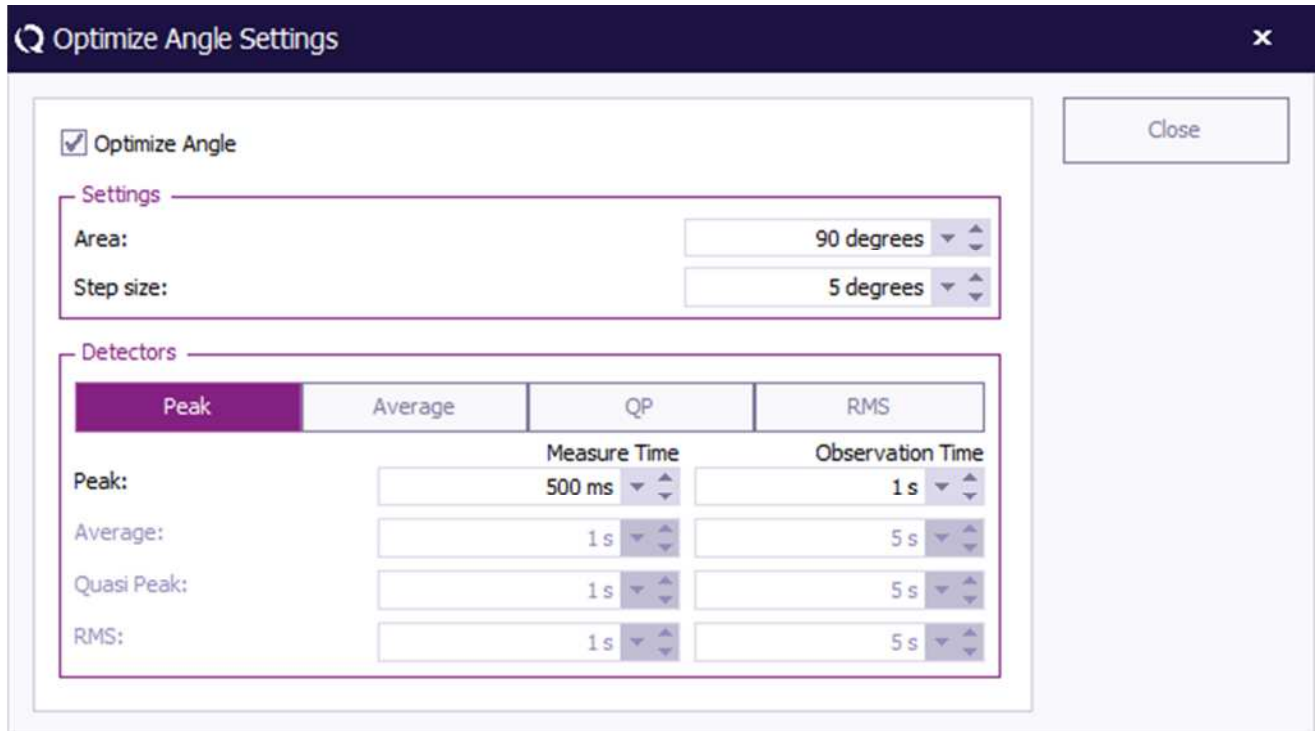 Optimize Angle Settings
Close
Optimize Angle
Settings
Area: 90 degrees
Step size: 5 degrees
Detectors
Peak Average QP RMS
Measure Time Observation Time
Peak: 500 ms 1 s
Average: 1 s 5 s
Quasi Peak: 1 s 5 s
RMS: 1 s 5 s